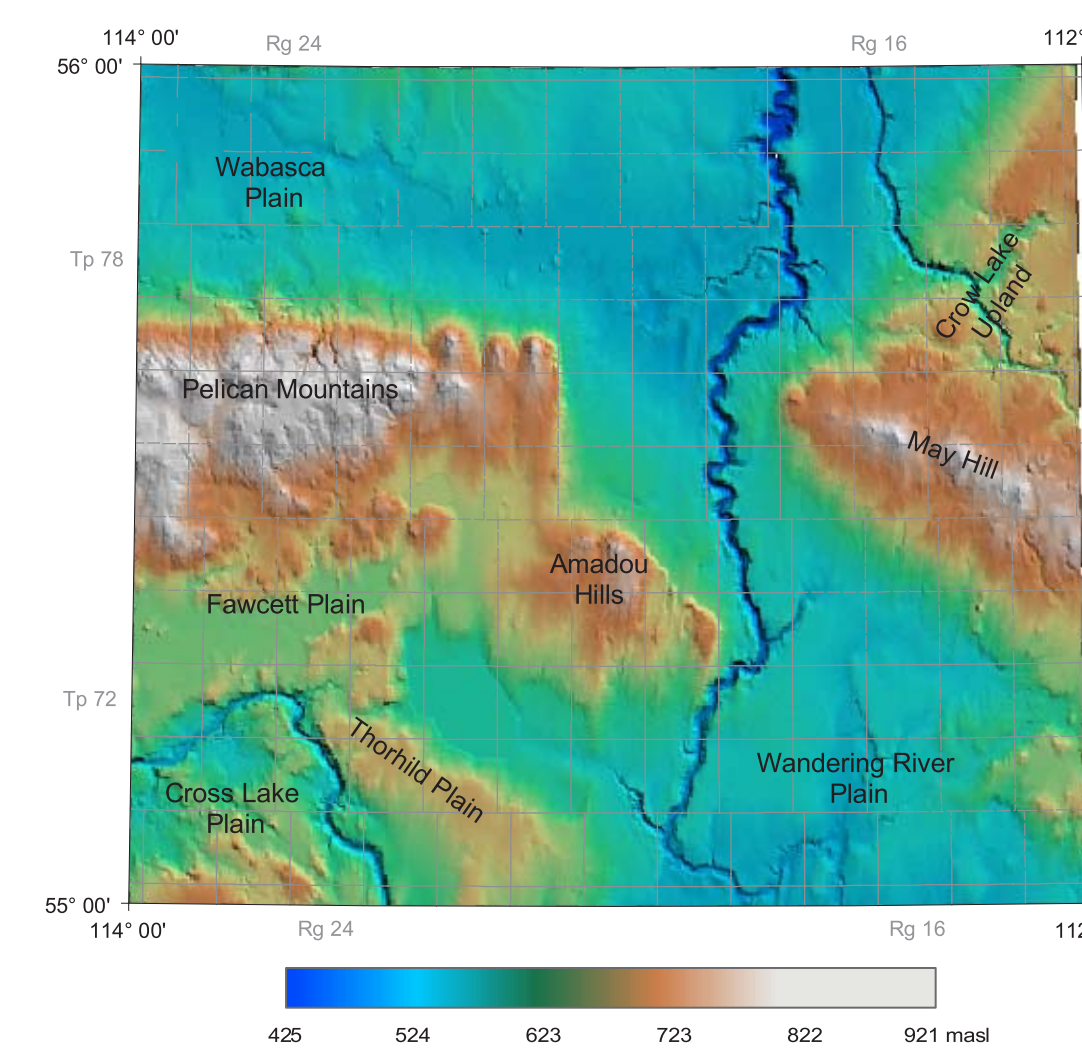 114° 00' Rg 24 Rg 16 112°
56° 00'
Wabasca
Plain
Tp 78
Crow Lake
Upland
Pelican Mountains
May Hill
Amadou
Hills
Fawcett Plain
Tp 72
Thorhild Plain
Wandering River
Plain
Cross Lake
Plain
55° 00'
114° 00' Rg 24 Rg 16 112
425 524 623 723 822 921 masl